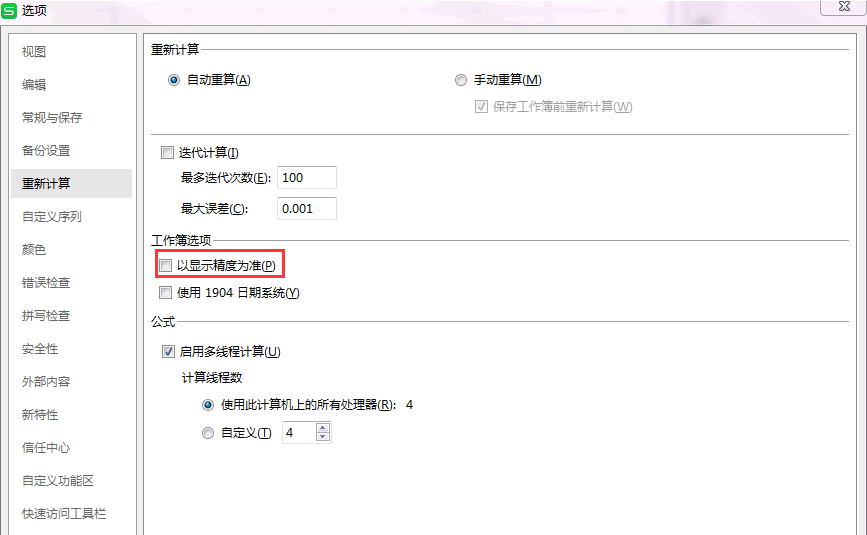 选项
视图
编辑
常规与保存
备份设置
重新计算
自定义序列
颜色
错误检查
拼写检查
安全性
外部内容
新特性
信任中心
自定义功能区
快速访问工具栏
重新计算
自动重算(A) 手动重算(M)
保存工作簿前重新计算(W)
迭代计算(I)
最多迭代次数(E): 100
最大误差(C): 0.001
工作簿选项
以显示精度为准(P)
使用 1904 日期系统(Y)
公式
启用多线程计算(U)
计算线程数
使用此计算机上的所有处理器(R): 4
自定义(T) 4